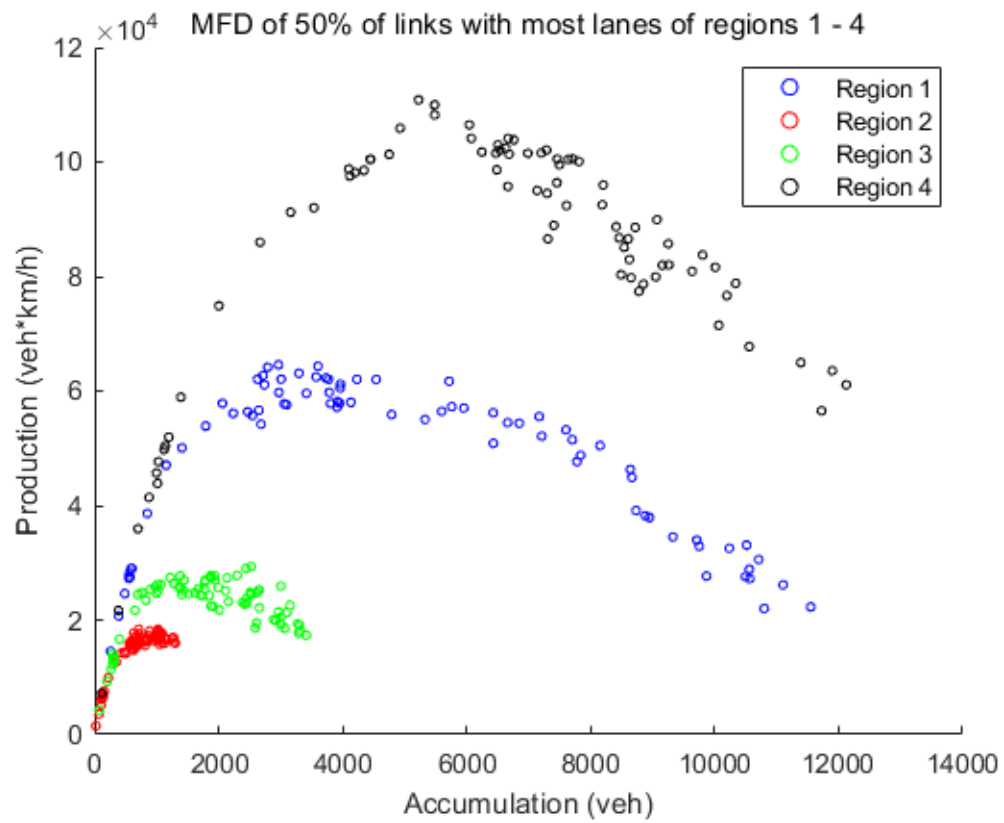 MFD of 50% of links with most lanes of regions 1 - 4
×10⁴
12
10
8
6
4
2
0
Production (veh*km/h)
Region 1
Region 2
Region 3
Region 4
0 2000 4000 6000 8000 10000 12000 14000
Accumulation (veh)